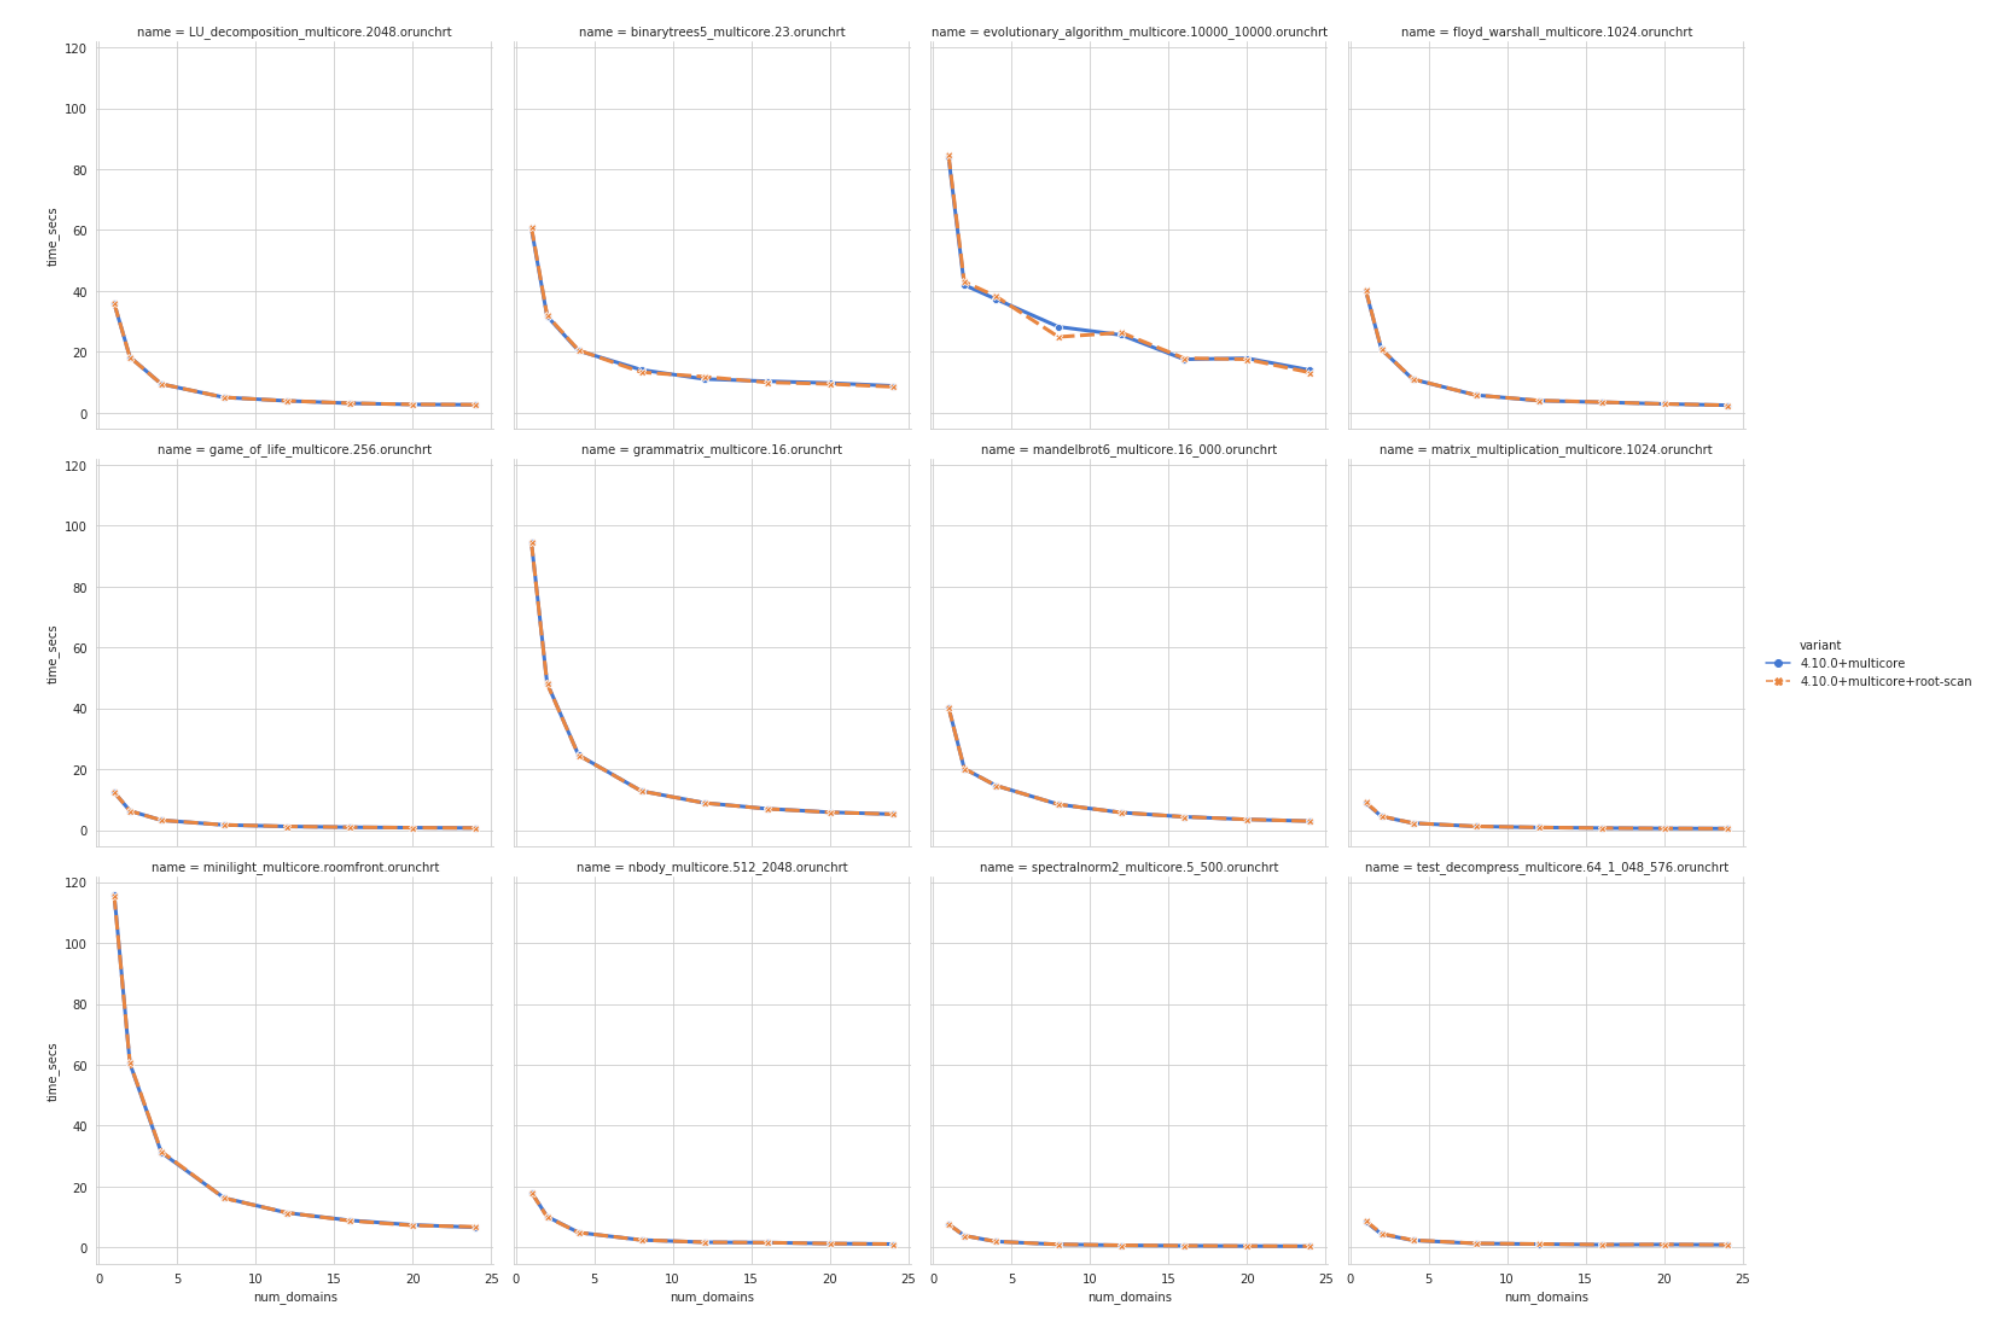 name = LU_decomposition_multicore.2048.orunchrt
name = binarytrees5_multicore.23.orunchrt
name = evolutionary_algorithm_multicore.10000_10000.orunchrt
name = floyd_warshall_multicore.1024.orunchrt
120
100
80
60
40
20
0
time_secs
name = game_of_life_multicore.256.orunchrt
name = grammatrix_multicore.16.orunchrt
name = mandelbrot6_multicore.16_000.orunchrt
name = matrix_multiplication_multicore.1024.orunchrt
120
100
80
60
40
20
0
time_secs
variant
4.10.0+multicore
4.10.0+multicore+root-scan
name = minilight_multicore.roomfront.orunchrt
name = nbody_multicore.512_2048.orunchrt
name = spectralnorm2_multicore.5_500.orunchrt
name = test_decompress_multicore.64_1_048_576.orunchrt
120
100
80
60
40
20
0
time_secs
0 5 10 15 20 25
0 5 10 15 20 25
0 5 10 15 20 25
0 5 10 15 20 25
num_domains
num_domains
num_domains
num_domains